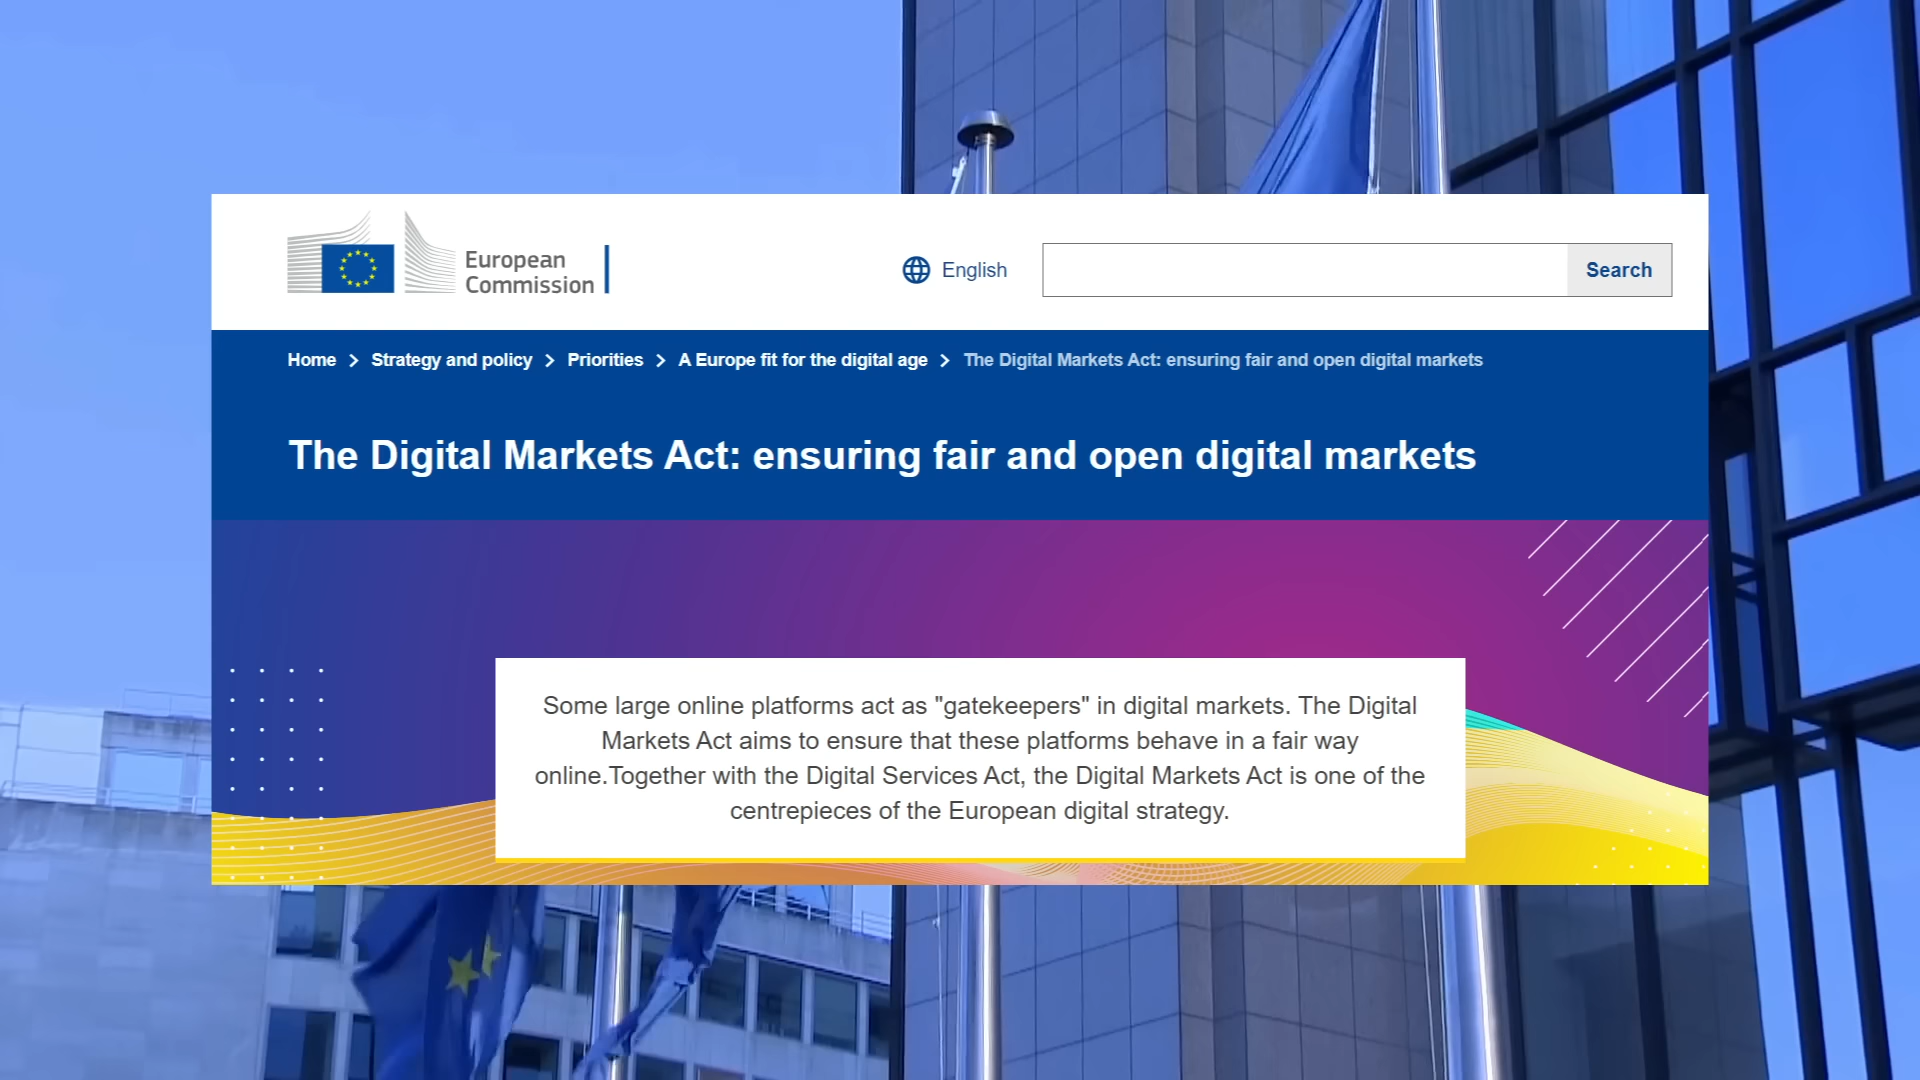 European
Commission
English
Search
Home > Strategy and policy > Priorities > A Europe fit for the digital age > The Digital Markets Act: ensuring fair and open digital markets
The Digital Markets Act: ensuring fair and open digital markets
Some large online platforms act as "gatekeepers" in digital markets. The Digital
Markets Act aims to ensure that these platforms behave in a fair way
online.Together with the Digital Services Act, the Digital Markets Act is one of the
centrepieces of the European digital strategy.